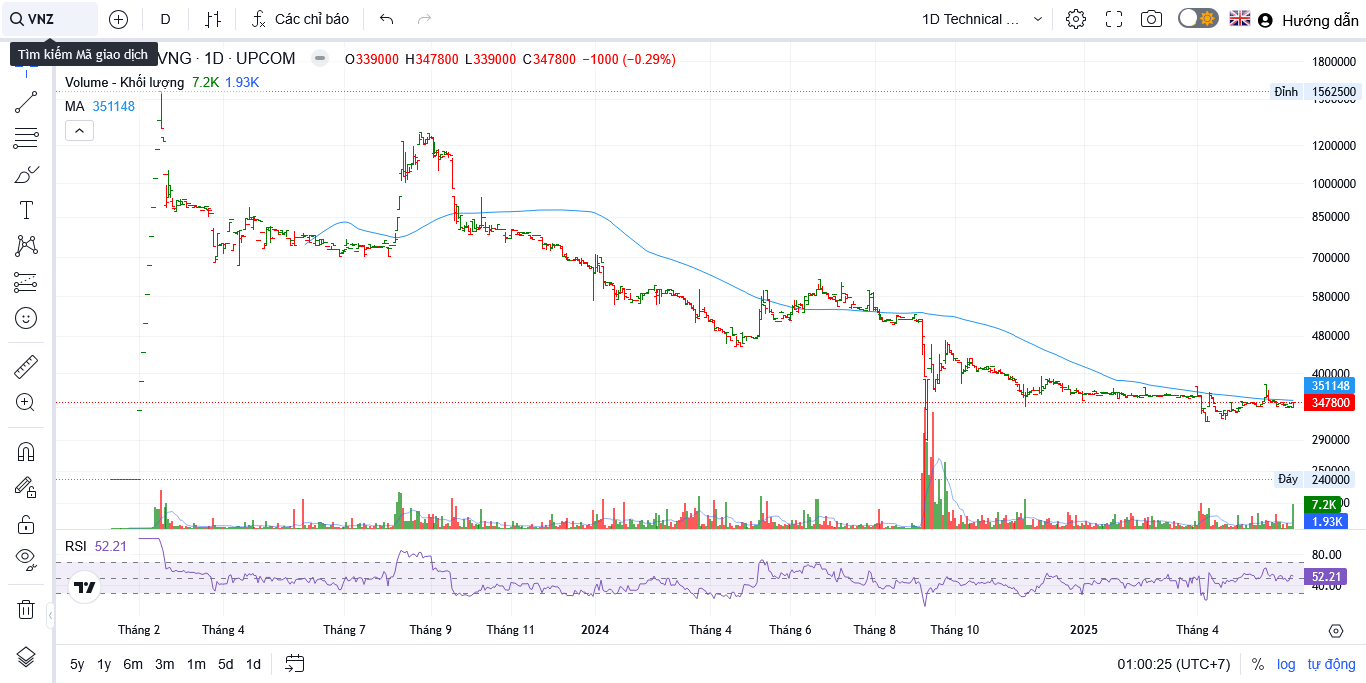 VNZ
D
Các chỉ báo
1D Technical ...
Hướng dẫn
Tìm kiếm Mã giao dịch
VNG · 1D · UPCOM
O339000 H347800 L339000 C347800 −1000 (−0.29%)
Volume - Khối lượng 7.2K 1.93K
MA 351148
1800000
Đỉnh 1562500
1200000
1000000
850000
700000
580000
480000
400000
351148
347800
290000
250000
Đáy 240000
7.2K
1.93K
RSI 52.21
80.00
52.21
40.00
Tháng 2 Tháng 4 Tháng 7 Tháng 9 Tháng 11 2024 Tháng 4 Tháng 6 Tháng 8 Tháng 10 2025 Tháng 4
5y 1y 6m 3m 1m 5d 1d
01:00:25 (UTC+7) % log tự động